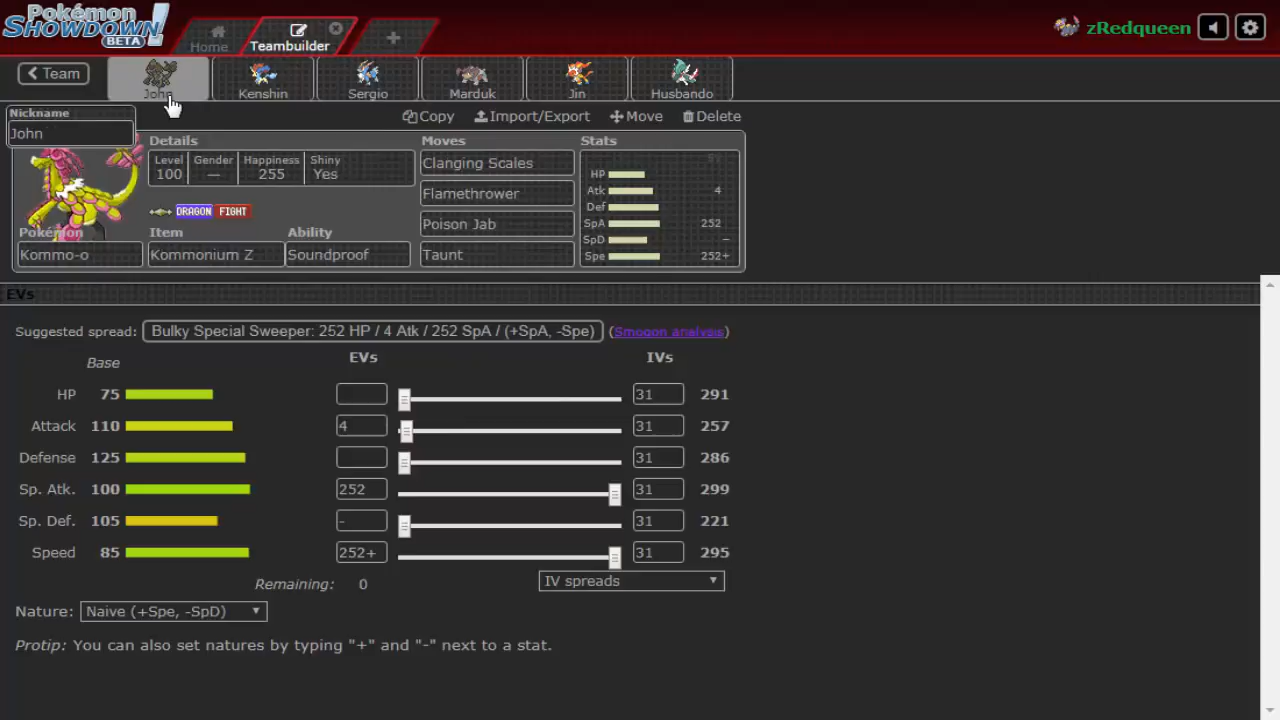 Pokémon
SHOWDOWN!
BETA
Home
Teambuilder
zRedqueen
Team
John
Kenshin
Sergio
Marduk
Jin
Husbando
Nickname
John
Copy
Import/Export
Move
Delete
Details
Level Gender Happiness Shiny
100 — 255 Yes
DRAGON FIGHT
Pokémon
Kommo-o
Item
Kommonium Z
Ability
Soundproof
Moves
Clanging Scales
Flamethrower
Poison Jab
Taunt
Stats
EV
HP
Atk 4
Def
SpA 252
SpD –
Spe 252+
EVs
Suggested spread: Bulky Special Sweeper: 252 HP / 4 Atk / 252 SpA / (+SpA, -Spe) (Smogon analysis)
Base EVs IVs
HP 75 31 291
Attack 110 4 31 257
Defense 125 31 286
Sp. Atk. 100 252 31 299
Sp. Def. 105 - 31 221
Speed 85 252+ 31 295
Remaining: 0 IV spreads
Nature: Naive (+Spe, -SpD)
Protip: You can also set natures by typing "+" and "-" next to a stat.